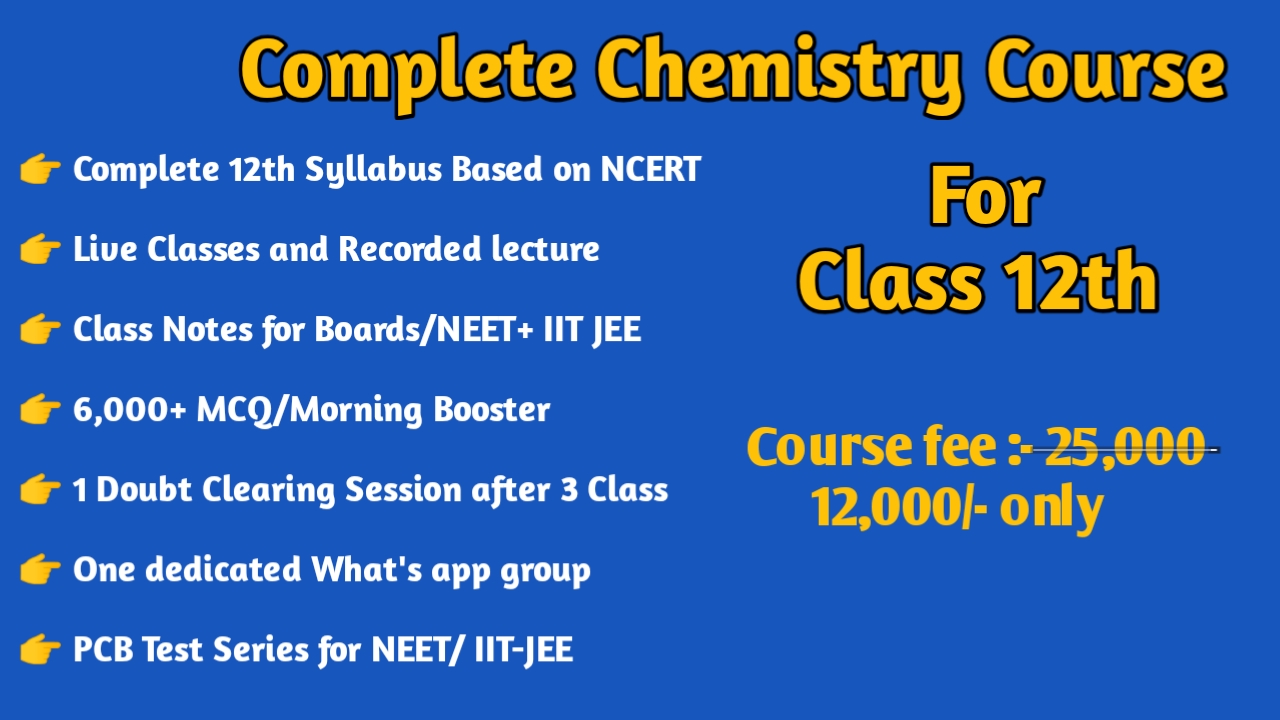 Complete Chemistry Course
For
Class 12th
👉 Complete 12th Syllabus Based on NCERT
👉 Live Classes and Recorded lecture
👉 Class Notes for Boards/NEET+ IIT JEE
👉 6,000+ MCQ/Morning Booster
👉 1 Doubt Clearing Session after 3 Class
👉 One dedicated What's app group
👉 PCB Test Series for NEET/ IIT-JEE
Course fee :- 25,000-
12,000/- only